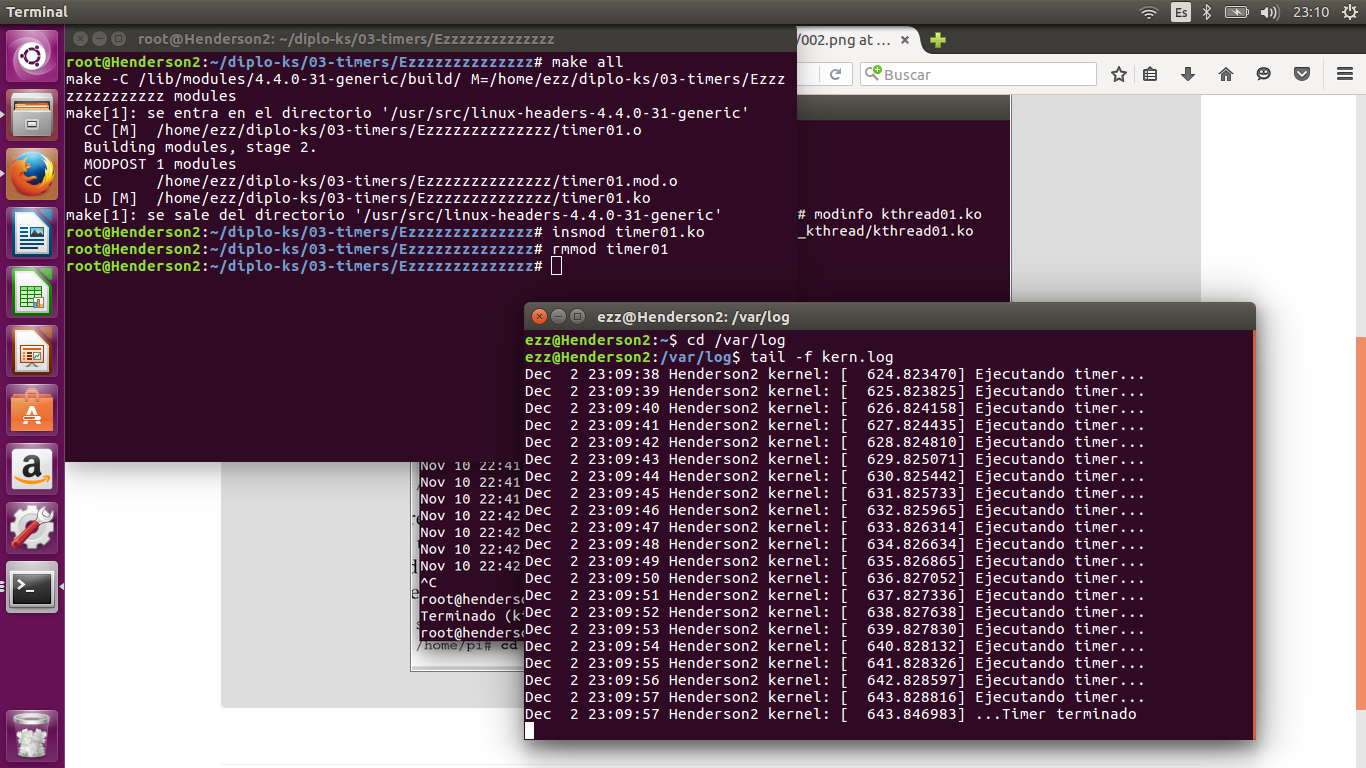 Terminal
Es
23:10
root@Henderson2: ~/diplo-ks/03-timers/Ezzzzzzzzzzzzzz
/002.png at ...
Buscar
root@Henderson2:~/diplo-ks/03-timers/Ezzzzzzzzzzzzzz# make all
make -C /lib/modules/4.4.0-31-generic/build/ M=/home/ezz/diplo-ks/03-timers/Ezzz
zzzzzzzzzzz modules
make[1]: se entra en el directorio '/usr/src/linux-headers-4.4.0-31-generic'
CC [M]  /home/ezz/diplo-ks/03-timers/Ezzzzzzzzzzzzzz/timer01.o
Building modules, stage 2.
MODPOST 1 modules
CC      /home/ezz/diplo-ks/03-timers/Ezzzzzzzzzzzzzz/timer01.mod.o
LD [M]  /home/ezz/diplo-ks/03-timers/Ezzzzzzzzzzzzzz/timer01.ko
make[1]: se sale del directorio '/usr/src/linux-headers-4.4.0-31-generic'
root@Henderson2:~/diplo-ks/03-timers/Ezzzzzzzzzzzzzz# insmod timer01.ko
root@Henderson2:~/diplo-ks/03-timers/Ezzzzzzzzzzzzzz# rmmod timer01
root@Henderson2:~/diplo-ks/03-timers/Ezzzzzzzzzzzzzz#
# modinfo kthread01.ko
_kthread/kthread01.ko
ezz@Henderson2: /var/log
ezz@Henderson2:~$ cd /var/log
ezz@Henderson2:/var/log$ tail -f kern.log
Dec  2 23:09:38 Henderson2 kernel: [  624.823470] Ejecutando timer...
Dec  2 23:09:39 Henderson2 kernel: [  625.823825] Ejecutando timer...
Dec  2 23:09:40 Henderson2 kernel: [  626.824158] Ejecutando timer...
Dec  2 23:09:41 Henderson2 kernel: [  627.824435] Ejecutando timer...
Dec  2 23:09:42 Henderson2 kernel: [  628.824810] Ejecutando timer...
Dec  2 23:09:43 Henderson2 kernel: [  629.825071] Ejecutando timer...
Dec  2 23:09:44 Henderson2 kernel: [  630.825442] Ejecutando timer...
Dec  2 23:09:45 Henderson2 kernel: [  631.825733] Ejecutando timer...
Dec  2 23:09:46 Henderson2 kernel: [  632.825965] Ejecutando timer...
Dec  2 23:09:47 Henderson2 kernel: [  633.826314] Ejecutando timer...
Dec  2 23:09:48 Henderson2 kernel: [  634.826634] Ejecutando timer...
Dec  2 23:09:49 Henderson2 kernel: [  635.826865] Ejecutando timer...
Dec  2 23:09:50 Henderson2 kernel: [  636.827052] Ejecutando timer...
Dec  2 23:09:51 Henderson2 kernel: [  637.827336] Ejecutando timer...
Dec  2 23:09:52 Henderson2 kernel: [  638.827638] Ejecutando timer...
Dec  2 23:09:53 Henderson2 kernel: [  639.827830] Ejecutando timer...
Dec  2 23:09:54 Henderson2 kernel: [  640.828132] Ejecutando timer...
Dec  2 23:09:55 Henderson2 kernel: [  641.828326] Ejecutando timer...
Dec  2 23:09:56 Henderson2 kernel: [  642.828597] Ejecutando timer...
Dec  2 23:09:57 Henderson2 kernel: [  643.828816] Ejecutando timer...
Dec  2 23:09:57 Henderson2 kernel: [  643.846983] ...Timer terminado
Nov 10 22:41
Nov 10 22:41
Nov 10 22:41
Nov 10 22:42
Nov 10 22:42
Nov 10 22:42
Nov 10 22:42
^C
root@henders
Terminado (k
root@henders
/home/pi# cd